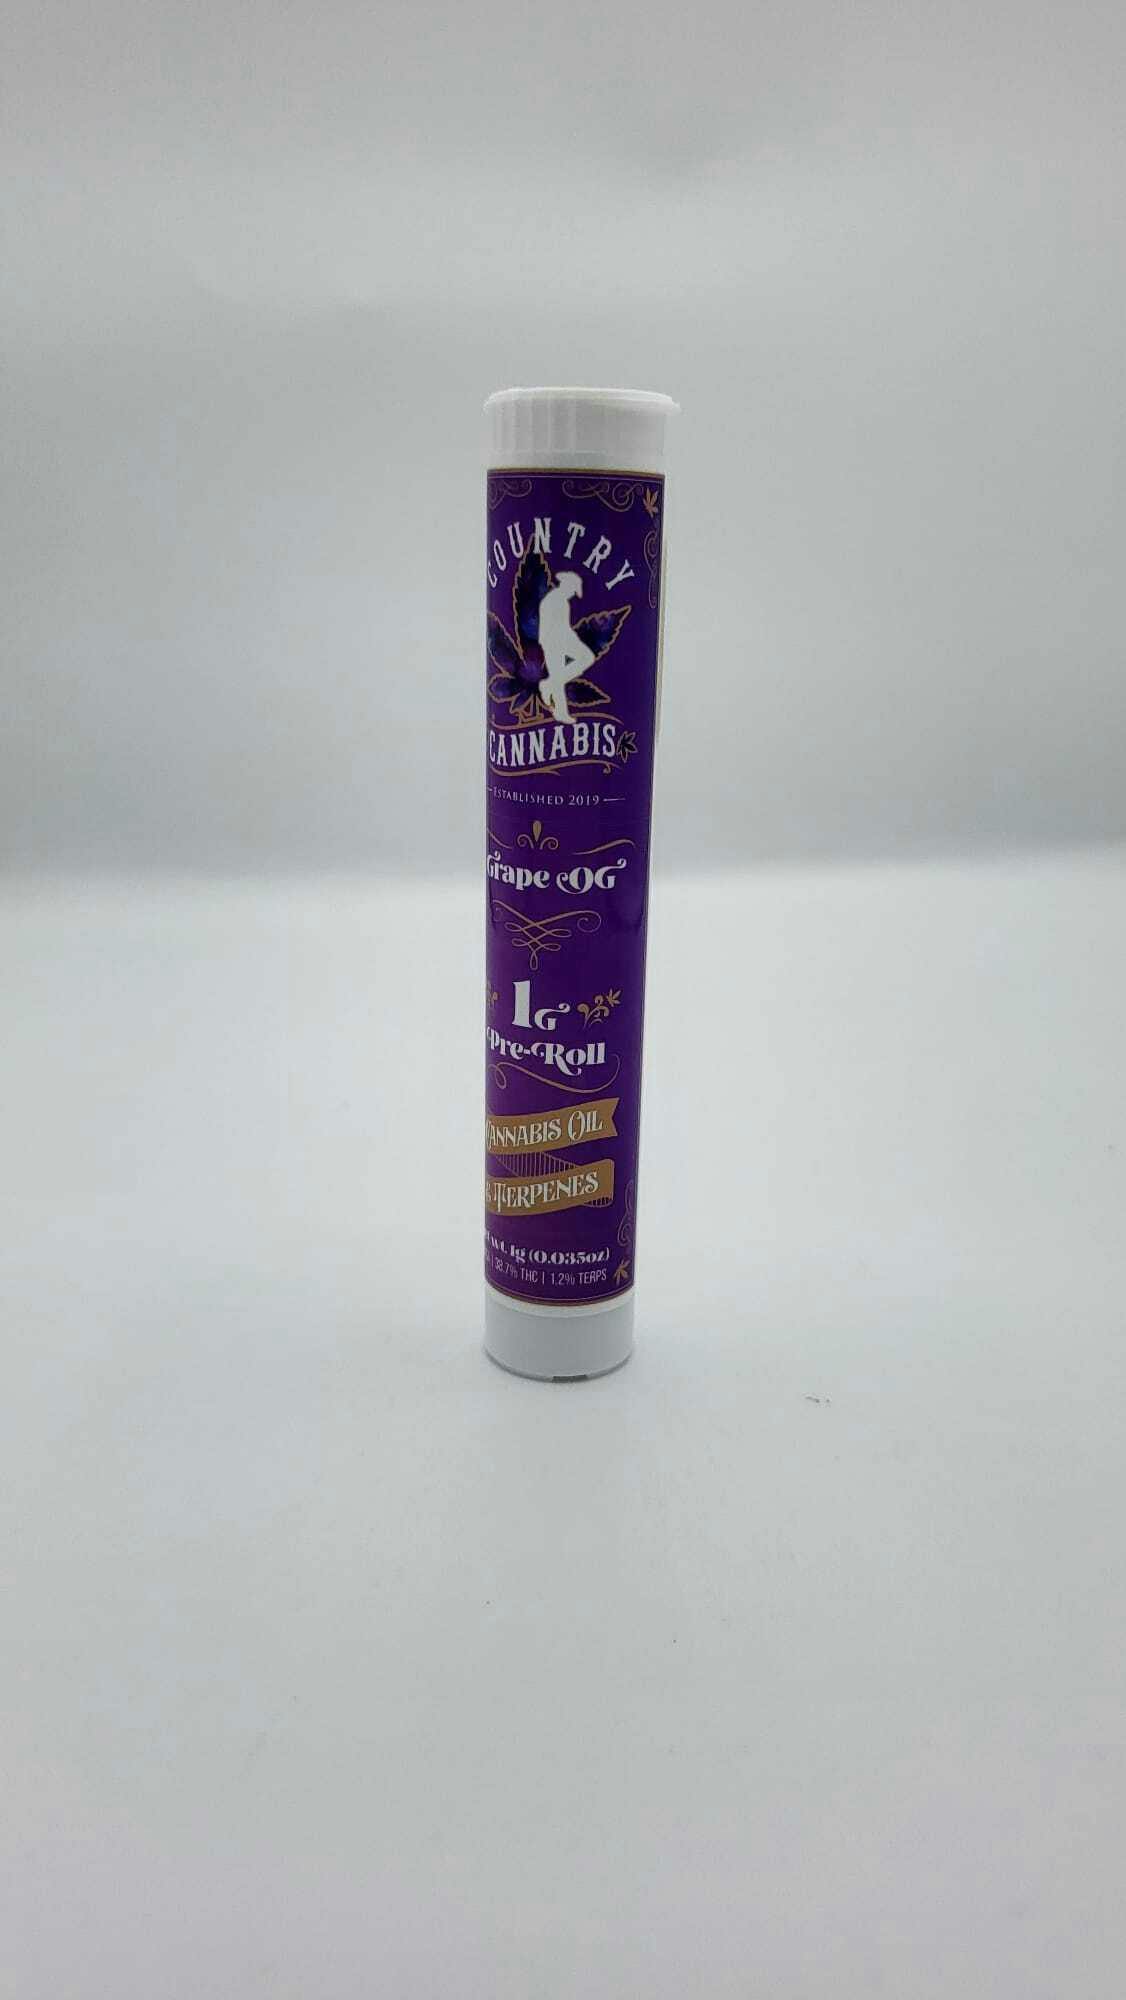 COUNTRY
CANNABIS
ESTABLISHED 2019
Grape OG
1G
Pre-Roll
CANNABIS OIL
& TERPENES
Wt. 1g (0.035oz)
| 38.7% THC | 1.2% TERPS